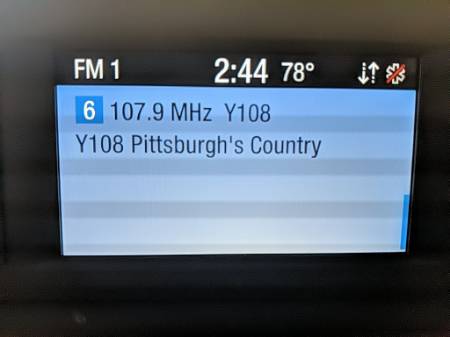 FM 1 2:44 78°
6 107.9 MHz Y108
Y108 Pittsburgh's Country